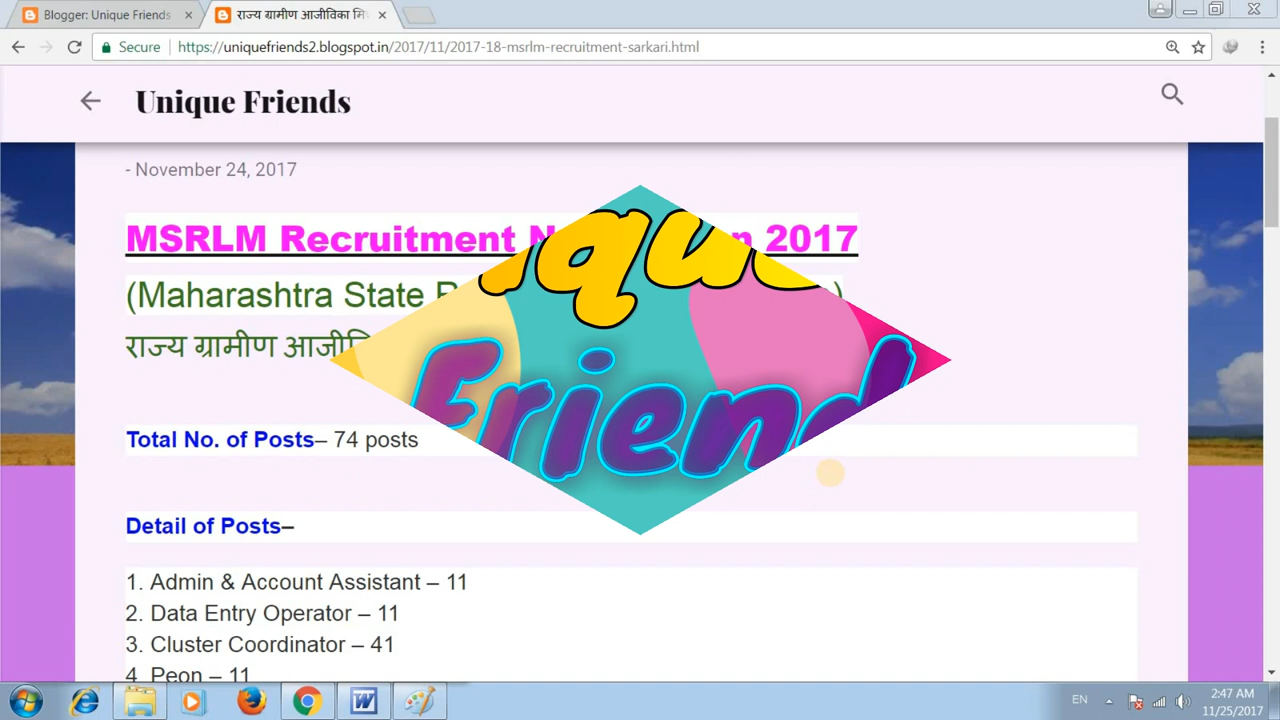 Blogger: Unique Friends
राज्य ग्रामीण आजीविका
Secure
https://uniquefriends2.blogspot.in/2017/11/2017-18-msrlm-recruitment-sarkari.html
Unique Friends
- November 24, 2017
MSRLM Recruitment 2017
(Maharashtra State
राज्य ग्रामीण
Friend
Total No. of Posts– 74 posts
Detail of Posts–
1. Admin & Account Assistant – 11
2. Data Entry Operator – 11
3. Cluster Coordinator – 41
4. Peon – 11
EN
2:47 AM
11/25/2017